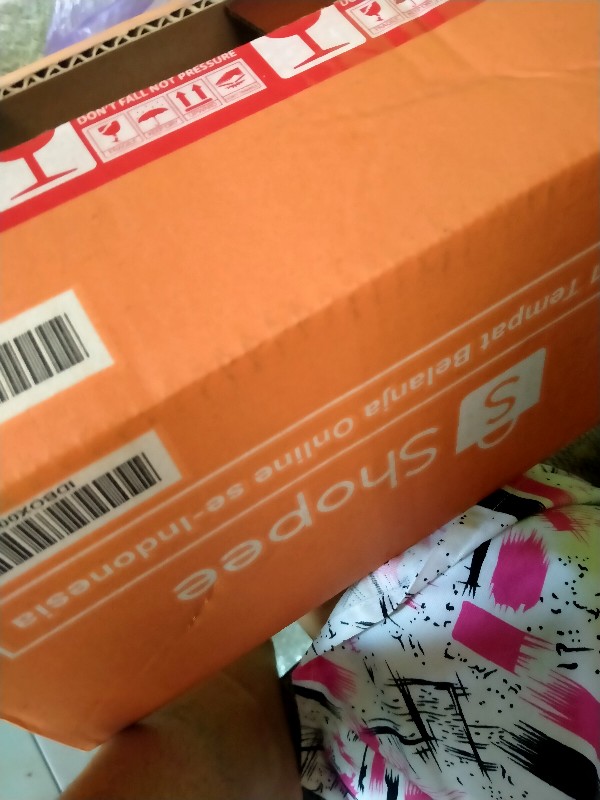 DON'T FALL NOT PRESSURE
Tempat Belanja Online se-Indonesia
Shopee